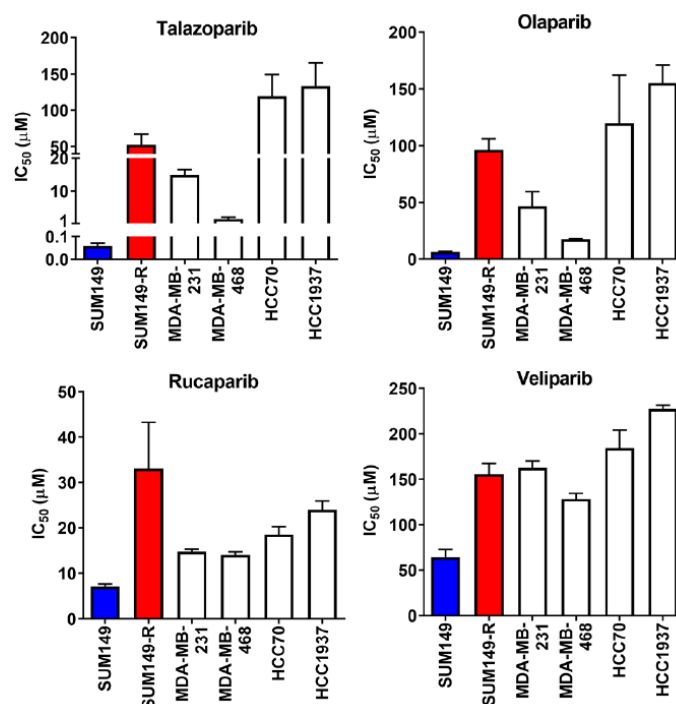 Talazoparib
IC50 (μM)
200
150
100
50
20
10
1
0.1
0.0
SUM149
SUM149-R
MDA-MB-
231
MDA-MB-
468
HCC70
HCC1937
Olaparib
IC50 (μM)
200
150
100
50
0
SUM149
SUM149-R
MDA-MB-
231
MDA-MB-
468
HCC70
HCC1937
Rucaparib
IC50 (μM)
50
40
30
20
10
0
SUM149
SUM149-R
MDA-MB-
231
MDA-MB-
468
HCC70
HCC1937
Veliparib
IC50 (μM)
250
200
150
100
50
0
SUM149
SUM149-R
MDA-MB-
231
MDA-MB-
468
HCC70
HCC1937